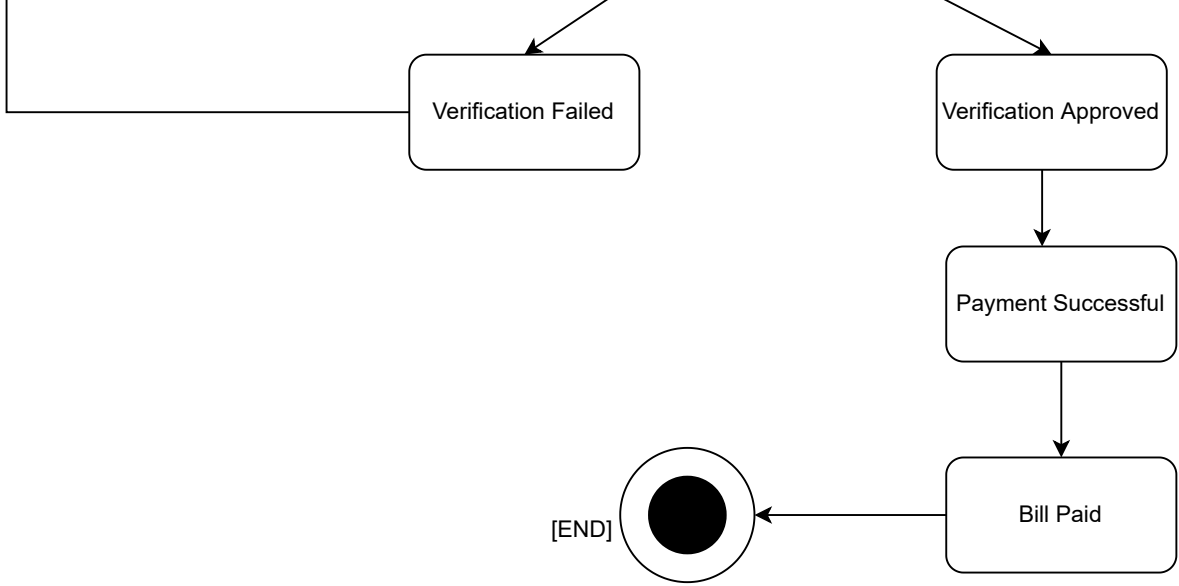 Verification Failed
Verification Approved
Payment Successful
Bill Paid
[END]